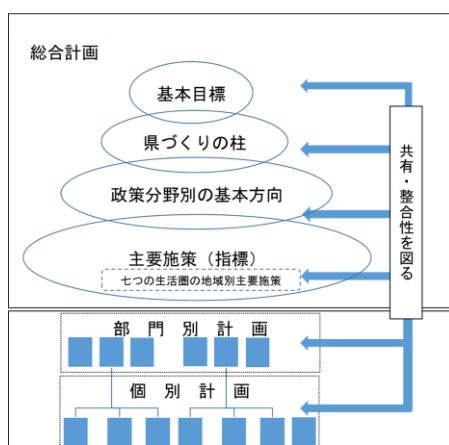 総合計画
基本目標
県づくりの柱
政策分野別の基本方向
主要施策（指標）
七つの生活圏の地域別主要施策
共有・整合性を図る
部門別計画
個別計画